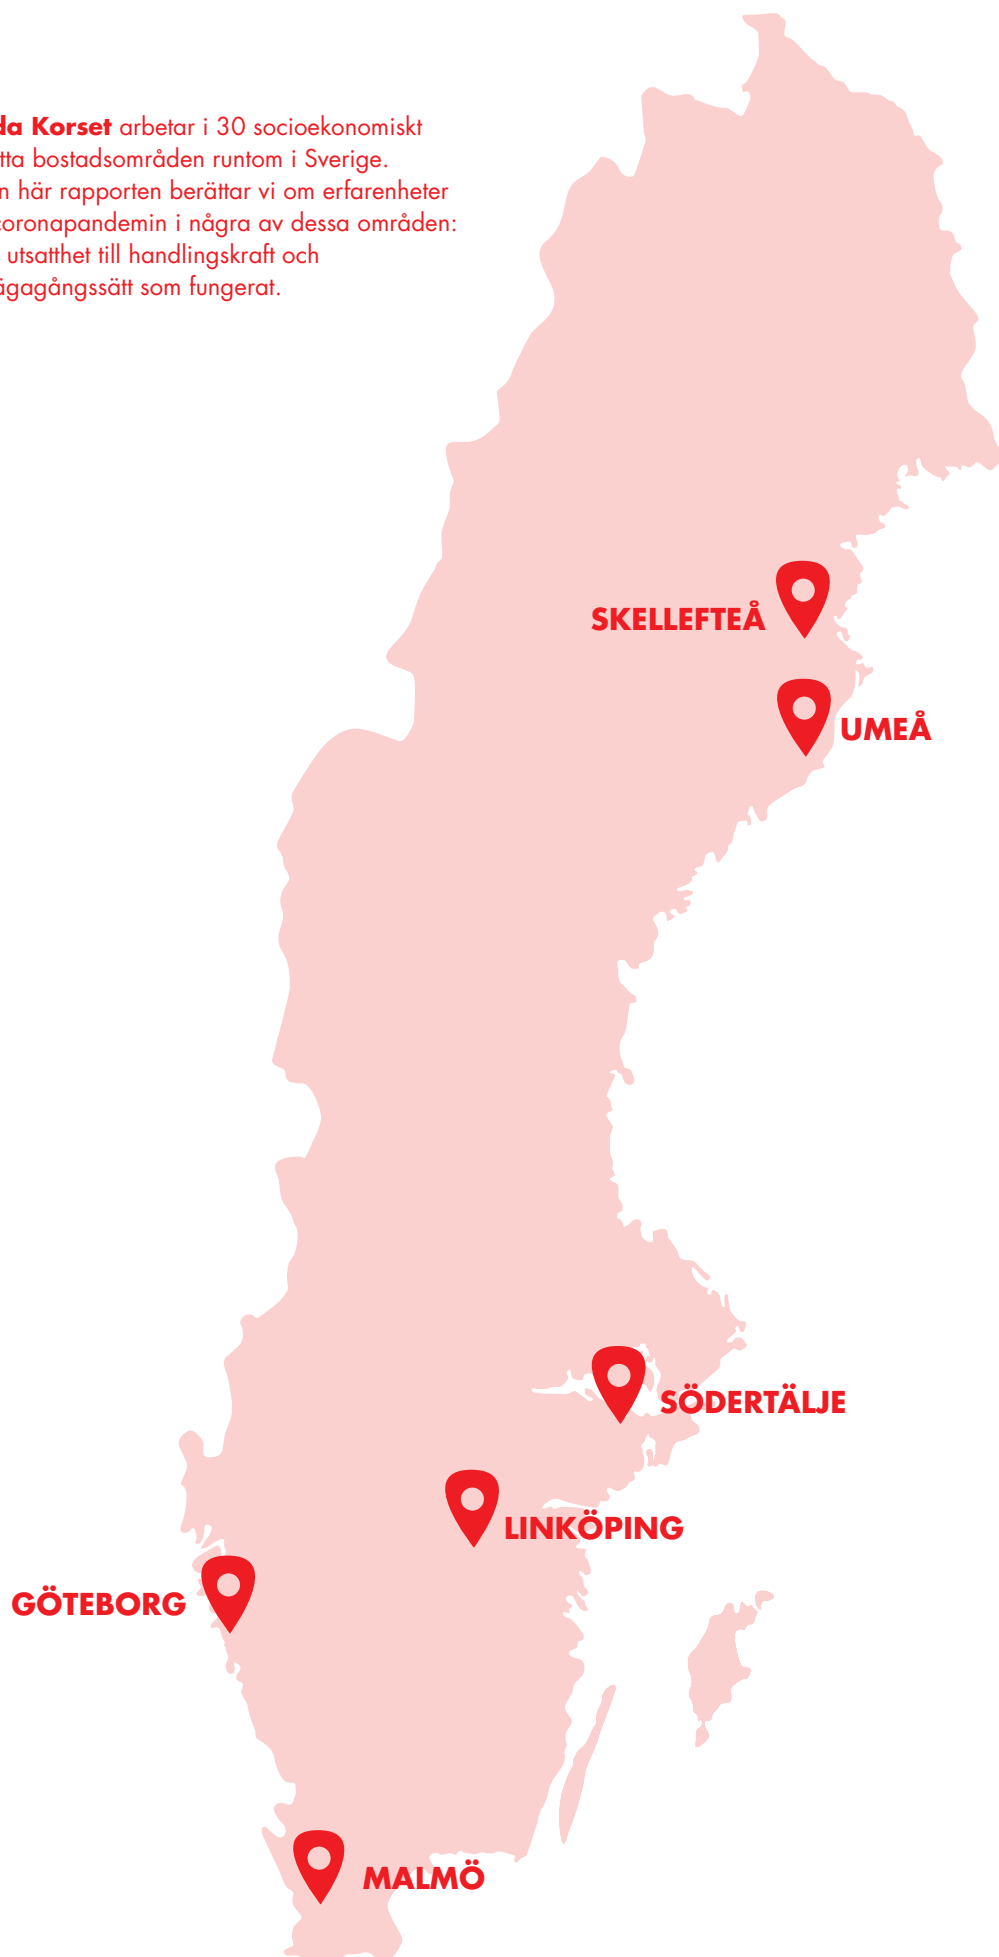 da Korset arbetar i 30 socioekonomiskt
tta bostadsområden runtom i Sverige.
n här rapporten berättar vi om erfarenheter
coronapandemin i några av dessa områden:
utsatthet till handlingskraft och
ägagångssätt som fungerat.
SKELLEFTEÅ
UMEÅ
SÖDERTÄLJE
LINKÖPING
GÖTEBORG
MALMÖ